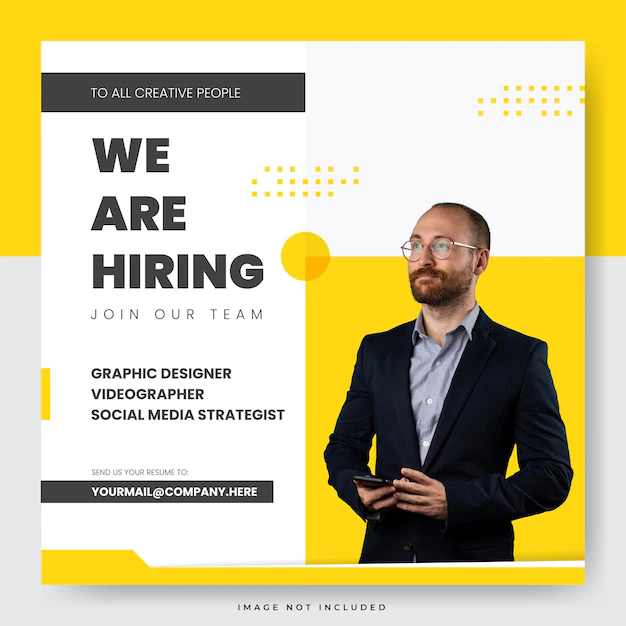 TO ALL CREATIVE PEOPLE
WE
ARE
HIRING
JOIN OUR TEAM
GRAPHIC DESIGNER
VIDEOGRAPHER
SOCIAL MEDIA STRATEGIST
SEND US YOUR RESUME TO:
YOURMAIL@COMPANY.HERE
IMAGE NOT INCLUDED